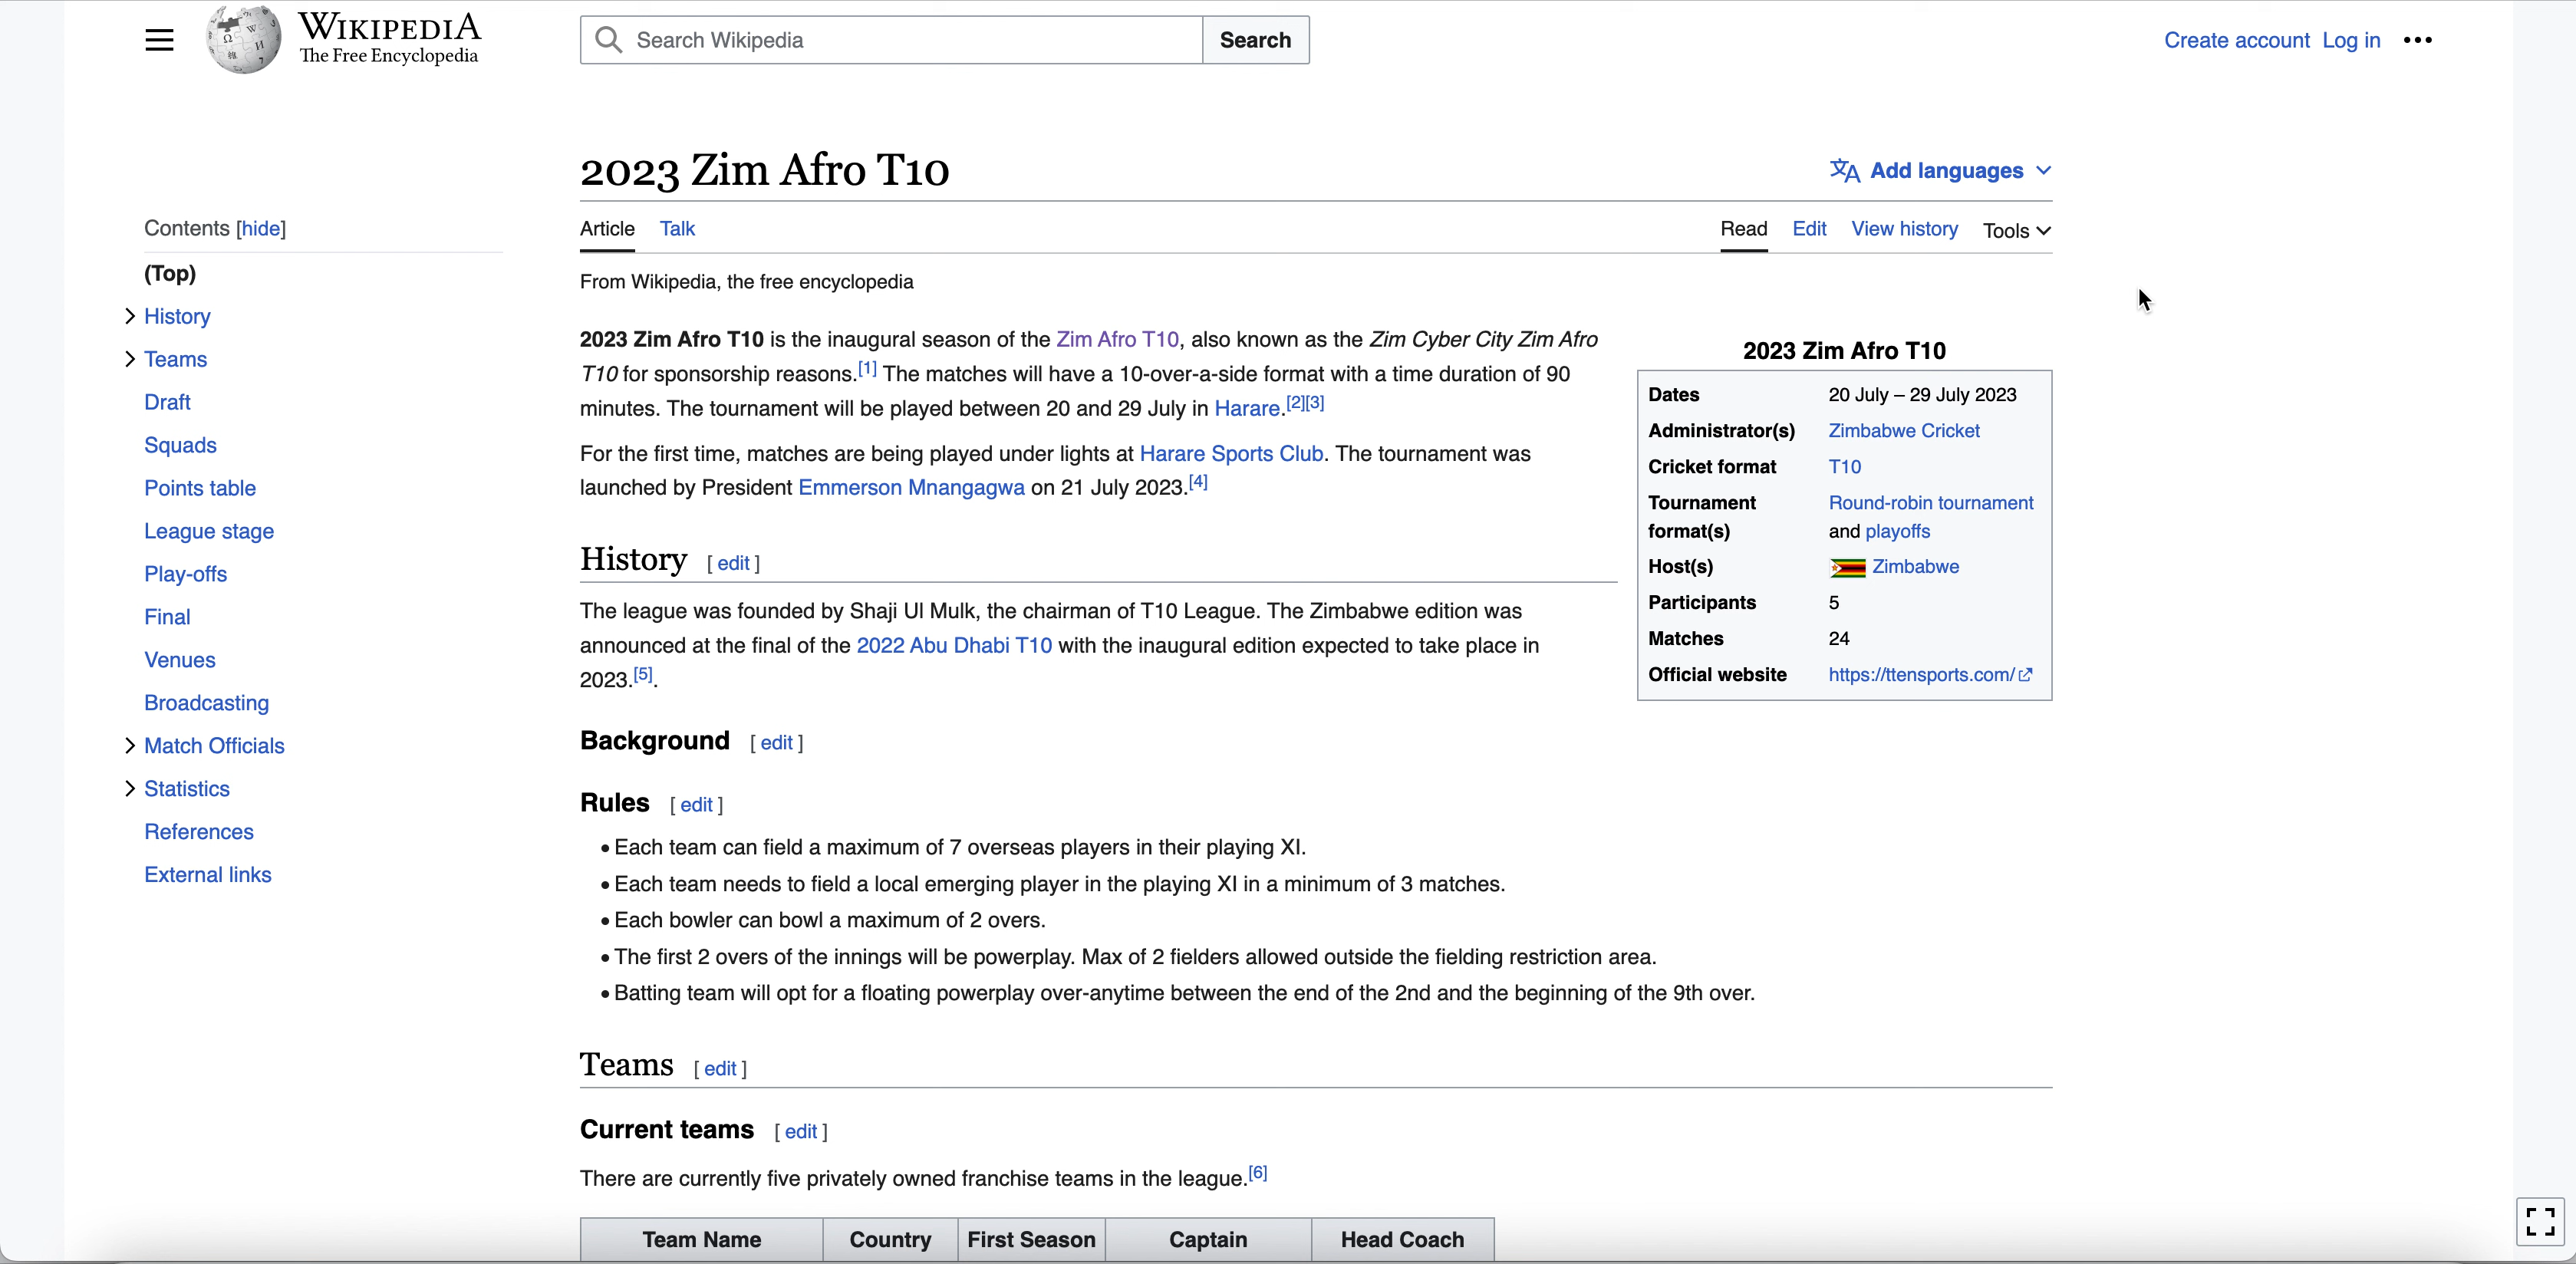 WIKIPEDIA
The Free Encyclopedia
Search Wikipedia
Search
Create account Log in
2023 Zim Afro T10
Add languages
Contents [hide]
(Top)
History
Teams
Draft
Squads
Points table
League stage
Play-offs
Final
Venues
Broadcasting
Match Officials
Statistics
References
External links
Article Talk
Read Edit View history Tools
From Wikipedia, the free encyclopedia
2023 Zim Afro T10 is the inaugural season of the Zim Afro T10, also known as the Zim Cyber City Zim Afro
T10 for sponsorship reasons.[1] The matches will have a 10-over-a-side format with a time duration of 90
minutes. The tournament will be played between 20 and 29 July in Harare.[2][3]
For the first time, matches are being played under lights at Harare Sports Club. The tournament was
launched by President Emmerson Mnangagwa on 21 July 2023.[4]
2023 Zim Afro T10
Dates 20 July – 29 July 2023
Administrator(s) Zimbabwe Cricket
Cricket format T10
Tournament Round-robin tournament
format(s) and playoffs
Host(s) Zimbabwe
Participants 5
Matches 24
Official website https://ttensports.com/
History [ edit ]
The league was founded by Shaji Ul Mulk, the chairman of T10 League. The Zimbabwe edition was
announced at the final of the 2022 Abu Dhabi T10 with the inaugural edition expected to take place in
2023.[5].
Background [ edit ]
Rules [ edit ]
• Each team can field a maximum of 7 overseas players in their playing XI.
• Each team needs to field a local emerging player in the playing XI in a minimum of 3 matches.
• Each bowler can bowl a maximum of 2 overs.
• The first 2 overs of the innings will be powerplay. Max of 2 fielders allowed outside the fielding restriction area.
• Batting team will opt for a floating powerplay over-anytime between the end of the 2nd and the beginning of the 9th over.
Teams [ edit ]
Current teams [ edit ]
There are currently five privately owned franchise teams in the league.[6]
Team Name Country First Season Captain Head Coach